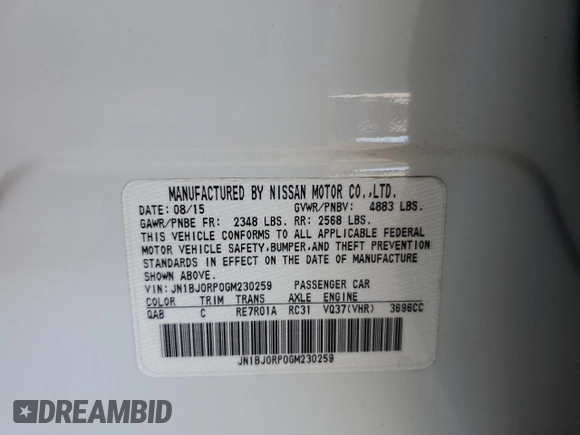 MANUFACTURED BY NISSAN MOTOR CO.,LTD.
DATE: 08/15 GVWR/PNBV: 4883 LBS.
GAWR/PNBE FR: 2348 LBS. RR: 2568 LBS.
THIS VEHICLE CONFORMS TO ALL APPLICABLE FEDERAL
MOTOR VEHICLE SAFETY,BUMPER,AND THEFT PREVENTION
STANDARDS IN EFFECT ON THE DATE OF MANUFACTURE
SHOWN ABOVE.
VIN: JN1BJ0RP0GM230259 PASSENGER CAR
COLOR TRIM TRANS AXLE ENGINE
QAB C RE7R01A RC31 VQ37(VHR) 3696CC
JN1BJ0RP0GM230259
DREAMBID